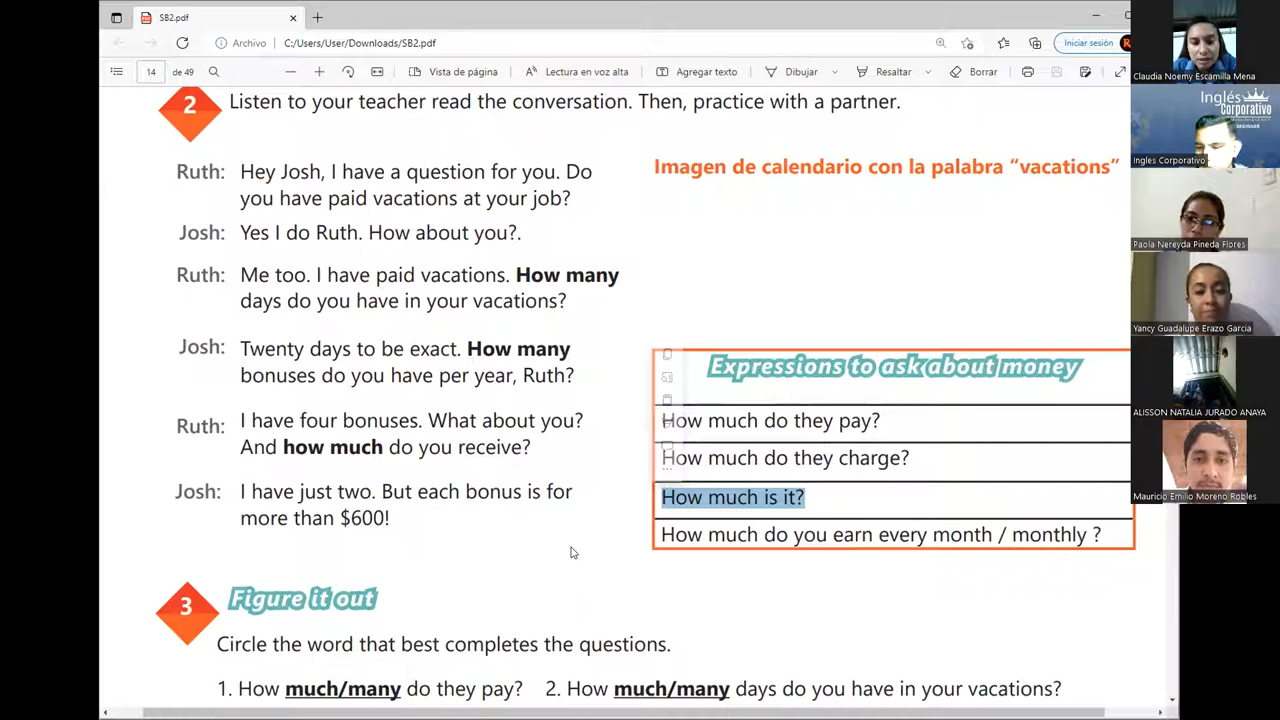 SB2.pdf
Archivo
C:/Users/User/Downloads/SB2.pdf
Iniciar sesión
14
de 49
Vista de página
Lectura en voz alta
Agregar texto
Dibujar
Resaltar
Borrar
2
Listen to your teacher read the conversation. Then, practice with a partner.
Ruth: Hey Josh, I have a question for you. Do
you have paid vacations at your job?
Josh: Yes I do Ruth. How about you?.
Ruth: Me too. I have paid vacations. How many
days do you have in your vacations?
Josh: Twenty days to be exact. How many
bonuses do you have per year, Ruth?
Ruth: I have four bonuses. What about you?
And how much do you receive?
Josh: I have just two. But each bonus is for
more than $600!
Imagen de calendario con la palabra “vacations”
Expressions to ask about money
How much do they pay?
How much do they charge?
How much is it?
How much do you earn every month / monthly ?
3
Figure it out
Circle the word that best completes the questions.
1. How much/many do they pay? 2. How much/many days do you have in your vacations?
Claudia Noemy Escamilla Mena
Inglés
Corporativo
BEGINNER
Ingles Corporativo
Paola Nereyda Pineda Flores
Yancy Guadalupe Erazo Garcia
ALISSON NATALIA JURADO ANAYA
Mauricio Emilio Moreno Robles